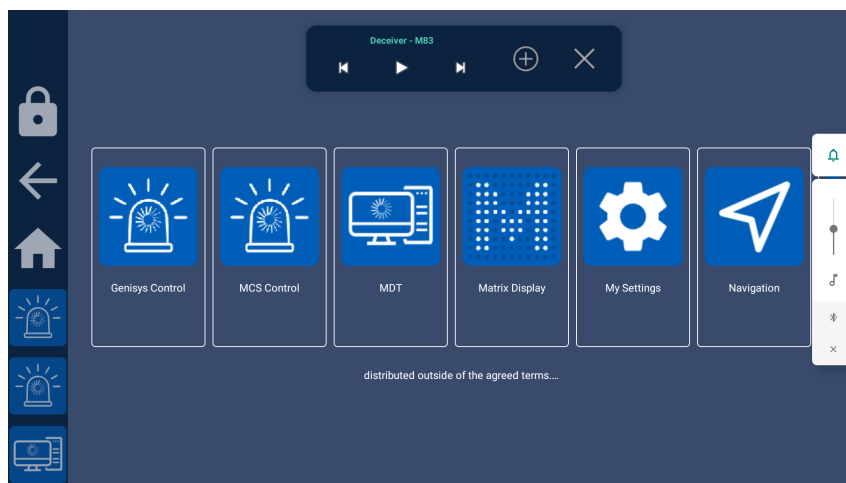 Deceiver - M83
Genisys Control
MCS Control
MDT
Matrix Display
My Settings
Navigation
distributed outside of the agreed terms....